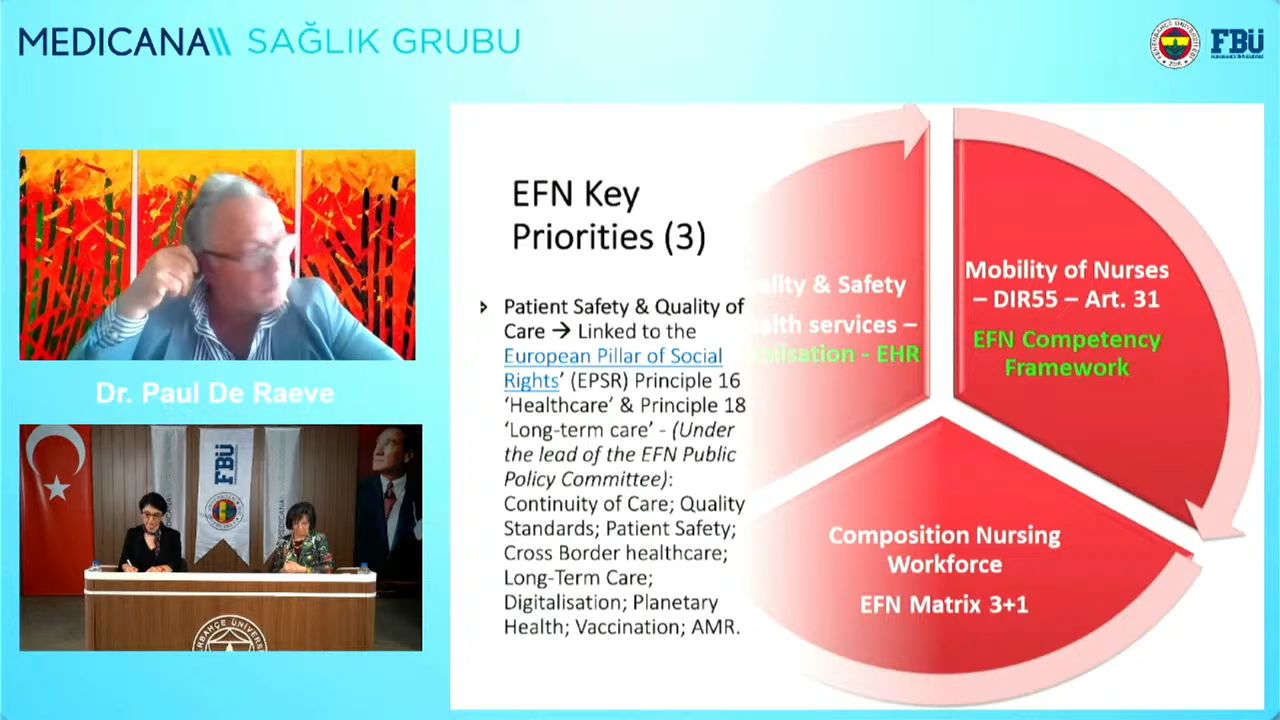 MEDICANA SAĞLIK GRUBU
FBÜ
Dr. Paul De Raeve
FBÜ
EFN Key
Priorities (3)
Patient Safety & Quality of
Care → Linked to the
European Pillar of Social
Rights’ (EPSR) Principle 16
‘Healthcare’ & Principle 18
‘Long-term care’ - (Under
the lead of the EFN Public
Policy Committee):
Continuity of Care; Quality
Standards; Patient Safety;
Cross Border healthcare;
Long-Term Care;
Digitalisation; Planetary
Health; Vaccination; AMR.
& Safety
services –
- EHR
Mobility of Nurses
– DIR55 – Art. 31
EFN Competency
Framework
Composition Nursing
Workforce
EFN Matrix 3+1